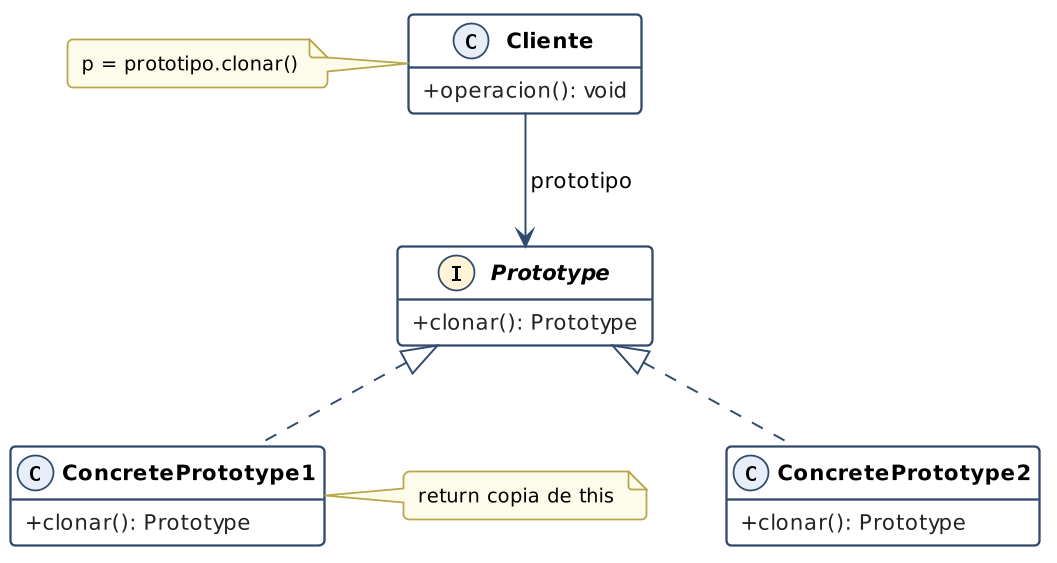 C Cliente
p = prototipo.clonar()
+operacion(): void
prototipo
I Prototype
+clonar(): Prototype
C ConcretePrototype1
+clonar(): Prototype
return copia de this
C ConcretePrototype2
+clonar(): Prototype